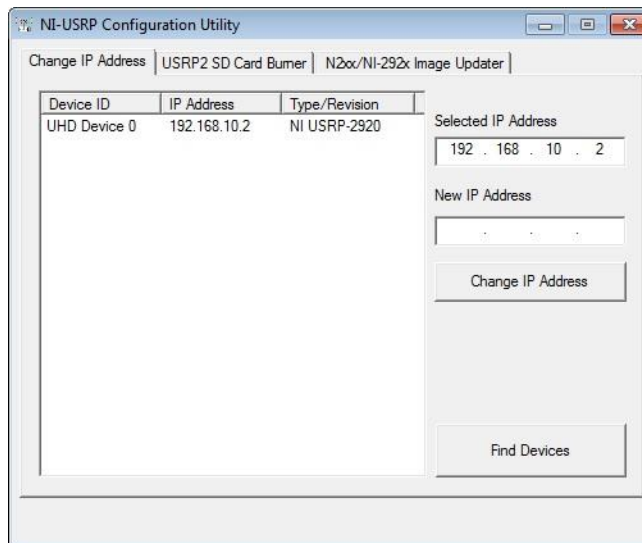 NI-USRP Configuration Utility
Change IP Address USRP2 SD Card Burner N2xx/NI-292x Image Updater
Device ID IP Address Type/Revision
UHD Device 0 192.168.10.2 NI USRP-2920
Selected IP Address
192 . 168 . 10 . 2
New IP Address
. . .
Change IP Address
Find Devices